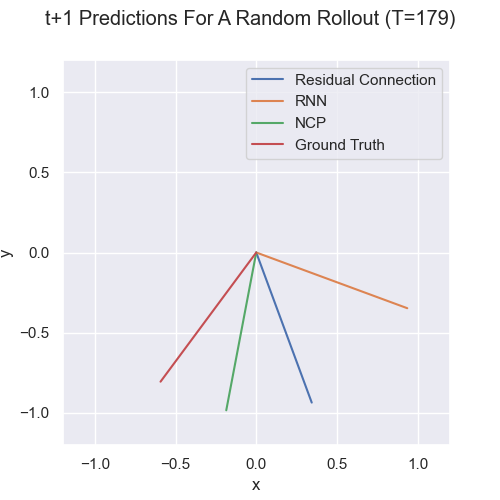 t+1 Predictions For A Random Rollout (T=179)
Residual Connection
RNN
NCP
Ground Truth
1.0
0.5
0.0
−0.5
−1.0
y
−1.0 −0.5 0.0 0.5 1.0
x